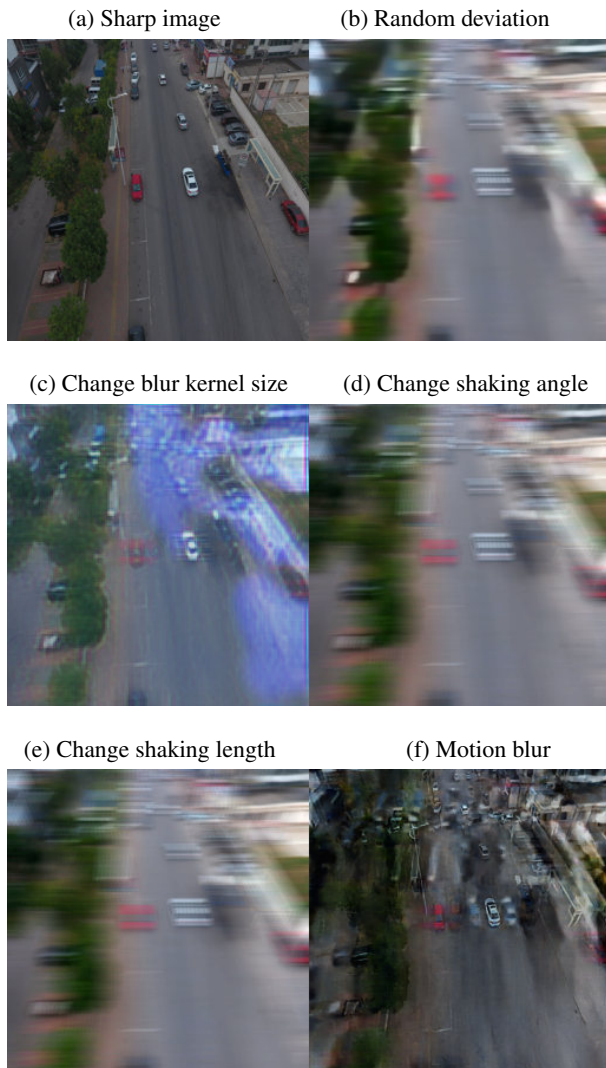 (a) Sharp image
(b) Random deviation
(c) Change blur kernel size
(d) Change shaking angle
(e) Change shaking length
(f) Motion blur